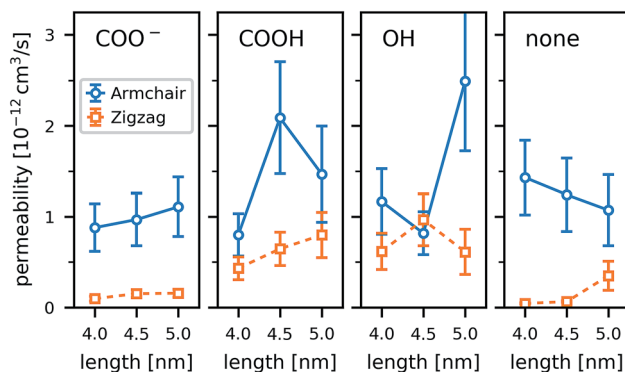 COO⁻ COOH OH none
Armchair
Zigzag
permeability [10⁻¹² cm³/s]
3
2
1
0
4.0 4.5 5.0 4.0 4.5 5.0 4.0 4.5 5.0 4.0 4.5 5.0
length [nm] length [nm] length [nm] length [nm]